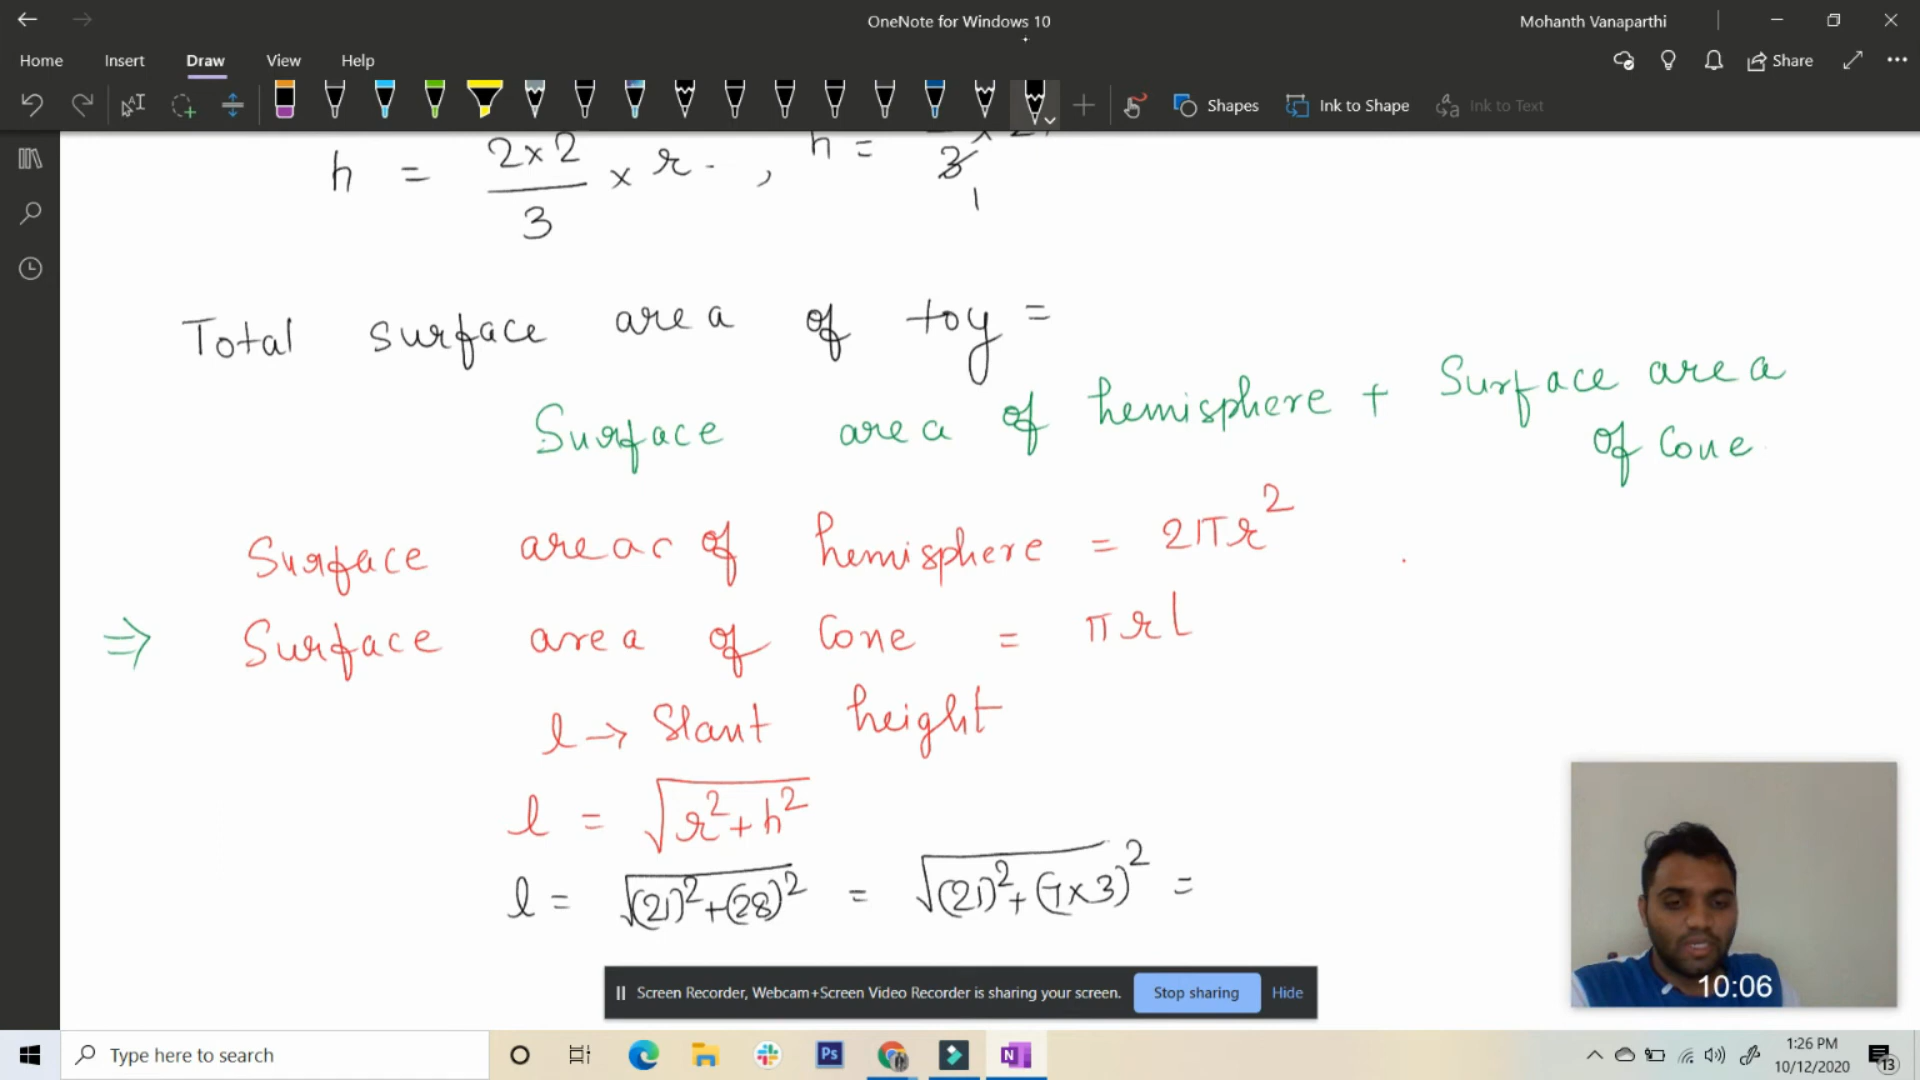 OneNote for Windows 10
Mohanth Vanaparthi
Home Insert Draw View Help
Share
Shapes Ink to Shape Ink to Text
h = 2×2/3 × r. , h =
3
1
Total surface area of toy =
Surface area of hemisphere + Surface area
of Cone
Surface area of hemisphere = 2πr²
⇒ Surface area of Cone = πrl
l → Slant height
l = √r²+h²
l = √(21)²+(28)² = √(21)²+(7×3)² =
10:06
Screen Recorder, Webcam+Screen Video Recorder is sharing your screen. Stop sharing Hide
Type here to search
Ps
N
1:26 PM
10/12/2020
13